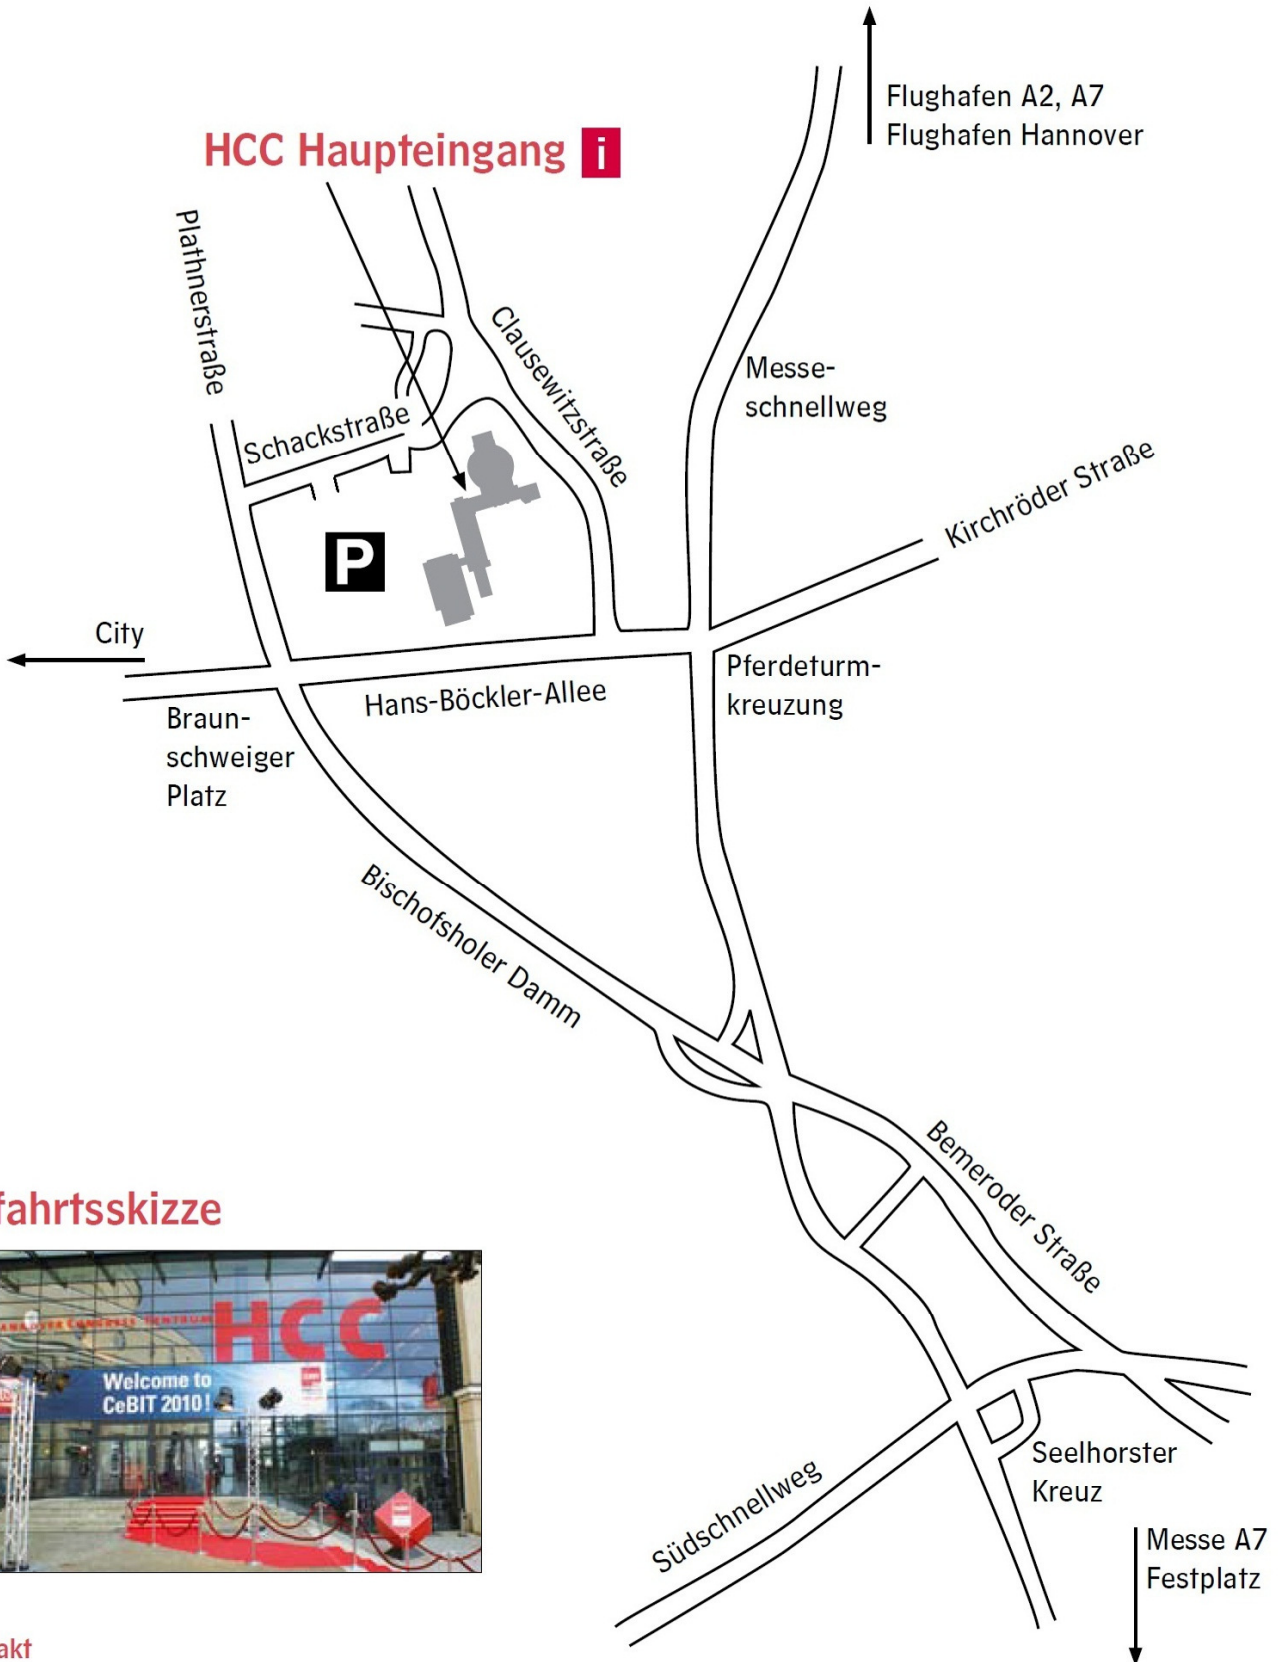 Flughafen A2, A7
Flughafen Hannover
HCC Haupteingang i
Plathnerstraße
Clausewitzstraße
Messe-
schnellweg
Schackstraße
Kirchröder Straße
P
City
Hans-Böckler-Allee
Pferdeturm-
kreuzung
Braun-
schweiger
Platz
Bischofsholer Damm
Bemeroder Straße
fahrtsskizze
HCC
Welcome to
CeBIT 2010!
Seelhorster
Kreuz
Südschnellweg
Messe A7
Festplatz
akt